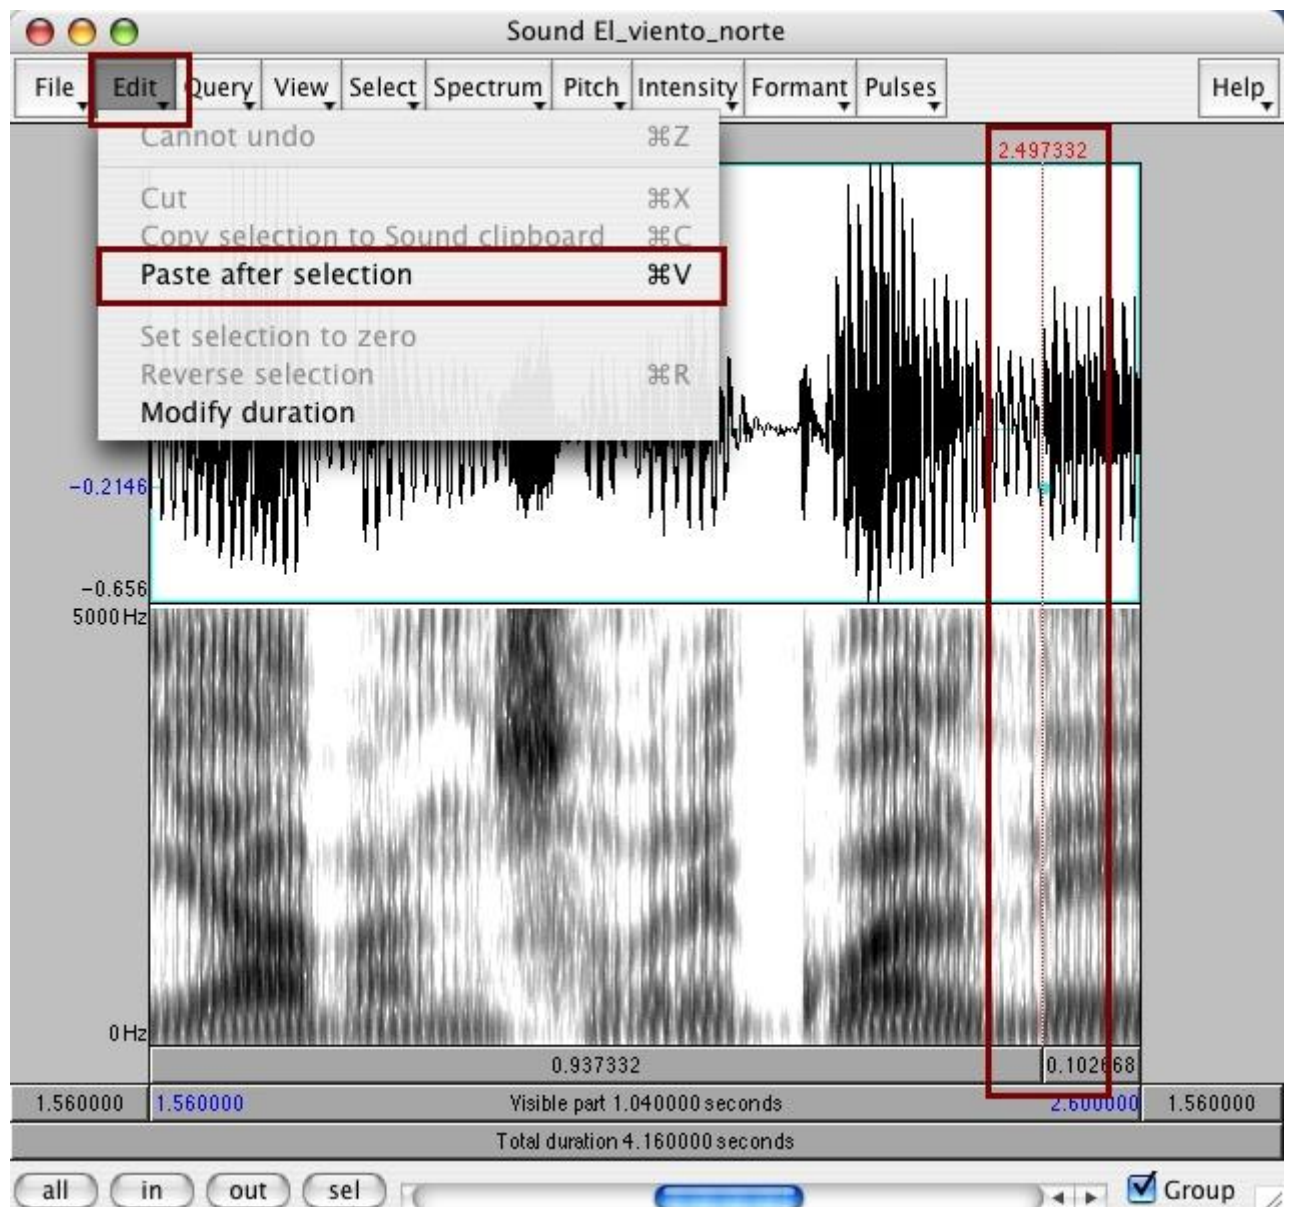 Sound El_viento_norte
File Edit Query View Select Spectrum Pitch Intensity Formant Pulses Help
Cannot undo ⌘Z
2.497332
Cut ⌘X
Copy selection to Sound clipboard ⌘C
Paste after selection ⌘V
Set selection to zero
Reverse selection ⌘R
Modify duration
-0.2146
-0.656
5000 Hz
0 Hz
0.937332 0.102668
1.560000 1.560000 Visible part 1.040000 seconds 2.600000 1.560000
Total duration 4.160000 seconds
all in out sel Group